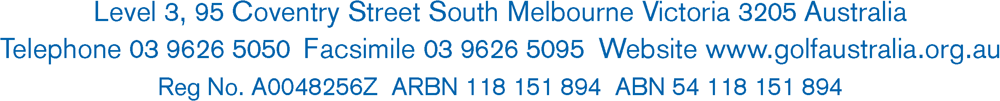 Level 3, 95 Coventry Street South Melbourne Victoria 3205 Australia
Telephone 03 9626 5050 Facsimile 03 9626 5095 Website www.golfaustralia.org.au
Reg No. A0048256Z ARBN 118 151 894 ABN 54 118 151 894